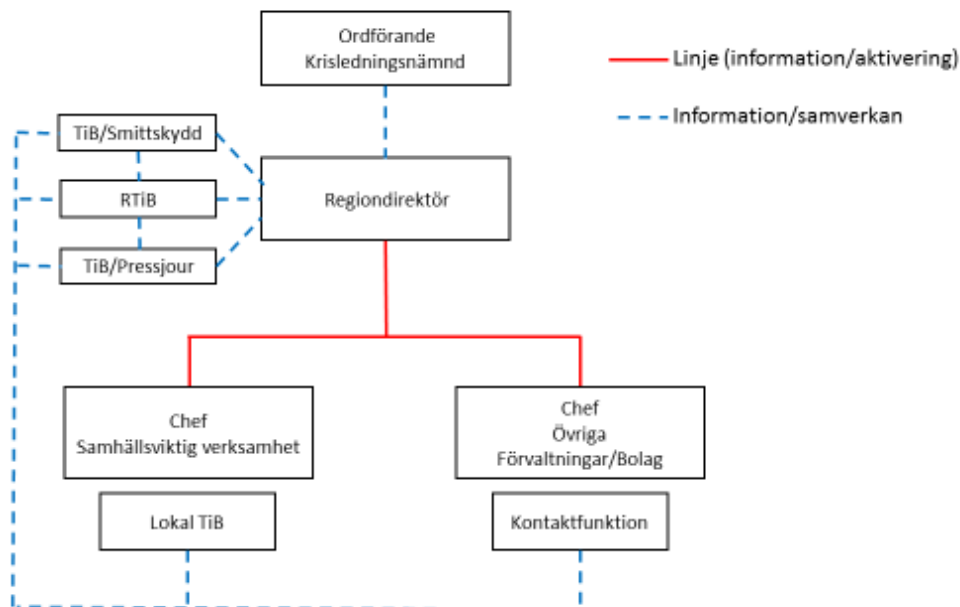 Ordförande
Krisledningsnämnd
Linje (information/aktivering)
Information/samverkan
TiB/Smittskydd
RTiB
TiB/Pressjour
Regiondirektör
Chef
Samhällsviktig verksamhet
Chef
Övriga
Förvaltningar/Bolag
Lokal TiB
Kontaktfunktion